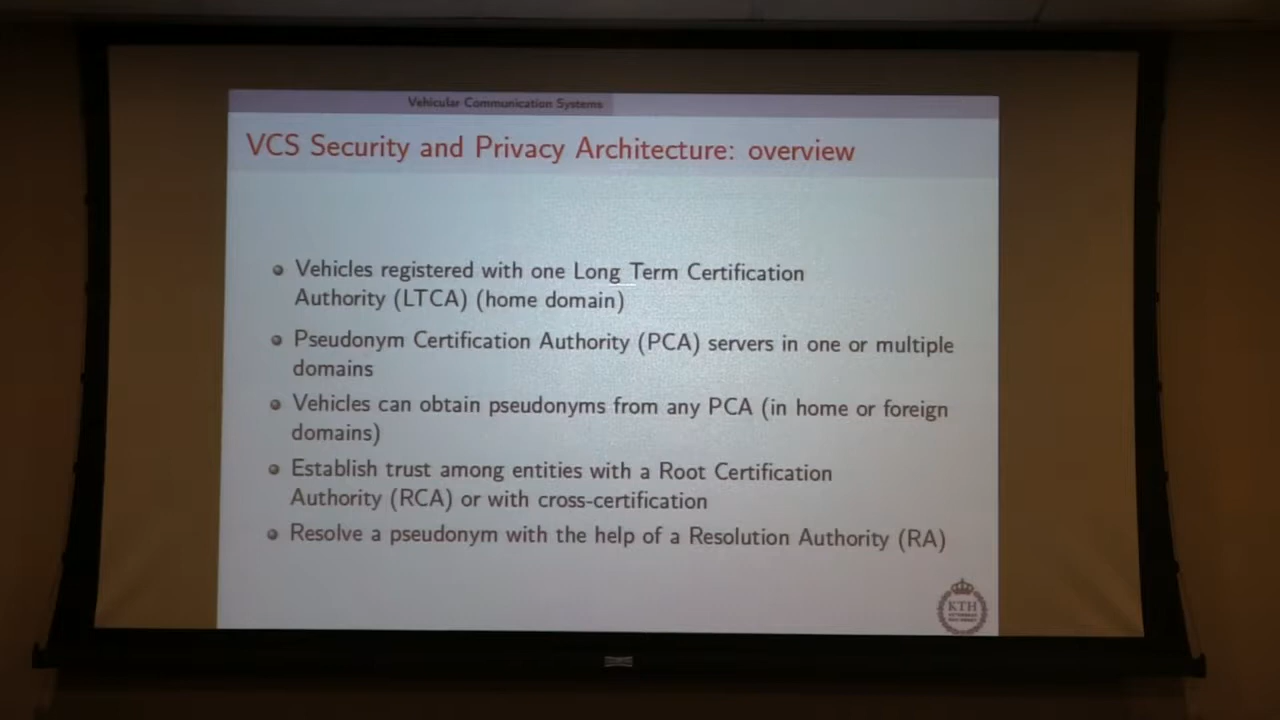 Vehicular Communication Systems
VCS Security and Privacy Architecture: overview
Vehicles registered with one Long Term Certification
Authority (LTCA) (home domain)
Pseudonym Certification Authority (PCA) servers in one or multiple
domains
Vehicles can obtain pseudonyms from any PCA (in home or foreign
domains)
Establish trust among entities with a Root Certification
Authority (RCA) or with cross-certification
Resolve a pseudonym with the help of a Resolution Authority (RA)
KTH